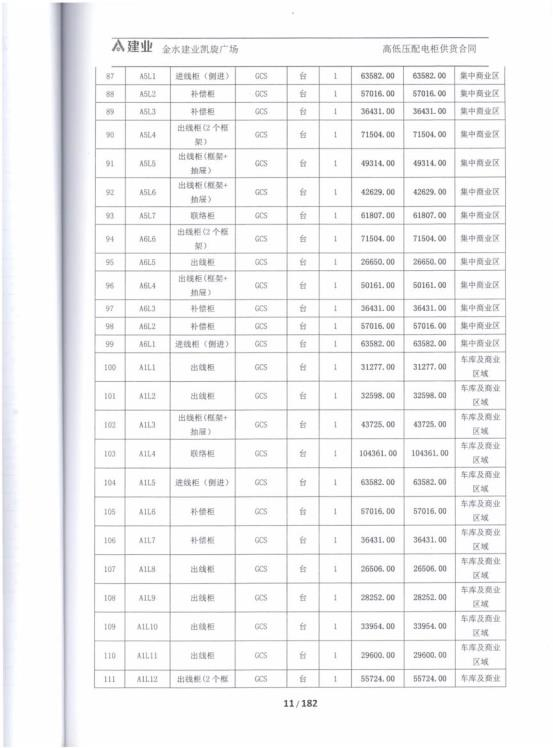 建业 金水建业凯旋广场 高低压配电柜供货合同
87 A5L1 进线柜（侧进） GCS 台 1 63582.00 63582.00 集中商业区
88 A5L2 补偿柜 GCS 台 1 57016.00 57016.00 集中商业区
89 A5L3 补偿柜 GCS 台 1 36431.00 36431.00 集中商业区
90 A5L4 出线柜(2个框 GCS 台 1 71504.00 71504.00 集中商业区
架）
91 A5L5 出线柜(框架+ GCS 台 1 49314.00 49314.00 集中商业区
抽屉）
92 A5L6 出线柜(框架+ GCS 台 1 42629.00 42629.00 集中商业区
抽屉）
93 A5L7 联络柜 GCS 台 1 61807.00 61807.00 集中商业区
94 A6L6 出线柜(2个框 GCS 台 1 71504.00 71504.00 集中商业区
架）
95 A6L5 出线柜 GCS 台 1 26650.00 26650.00 集中商业区
96 A6L4 出线柜(框架+ GCS 台 1 50161.00 50161.00 集中商业区
抽屉）
97 A6L3 补偿柜 GCS 台 1 36431.00 36431.00 集中商业区
98 A6L2 补偿柜 GCS 台 1 57016.00 57016.00 集中商业区
99 A6L1 进线柜（侧进） GCS 台 1 63582.00 63582.00 集中商业区
100 A1L1 出线柜 GCS 台 1 31277.00 31277.00 车库及商业
区域
101 A1L2 出线柜 GCS 台 1 32598.00 32598.00 车库及商业
区域
102 A1L3 出线柜(框架+ GCS 台 1 43725.00 43725.00 车库及商业
抽屉） 区域
103 A1L4 联络柜 GCS 台 1 104361.00 104361.00 车库及商业
区域
104 A1L5 进线柜（侧进） GCS 台 1 63582.00 63582.00 车库及商业
区域
105 A1L6 补偿柜 GCS 台 1 57016.00 57016.00 车库及商业
区域
106 A1L7 补偿柜 GCS 台 1 36431.00 36431.00 车库及商业
区域
107 A1L8 出线柜 GCS 台 1 26506.00 26506.00 车库及商业
区域
108 A1L9 出线柜 GCS 台 1 28252.00 28252.00 车库及商业
区域
109 A1L10 出线柜 GCS 台 1 33954.00 33954.00 车库及商业
区域
110 A1L11 出线柜 GCS 台 1 29600.00 29600.00 车库及商业
区域
111 A1L12 出线柜(2个框 GCS 台 1 55724.00 55724.00 车库及商业
11 / 182